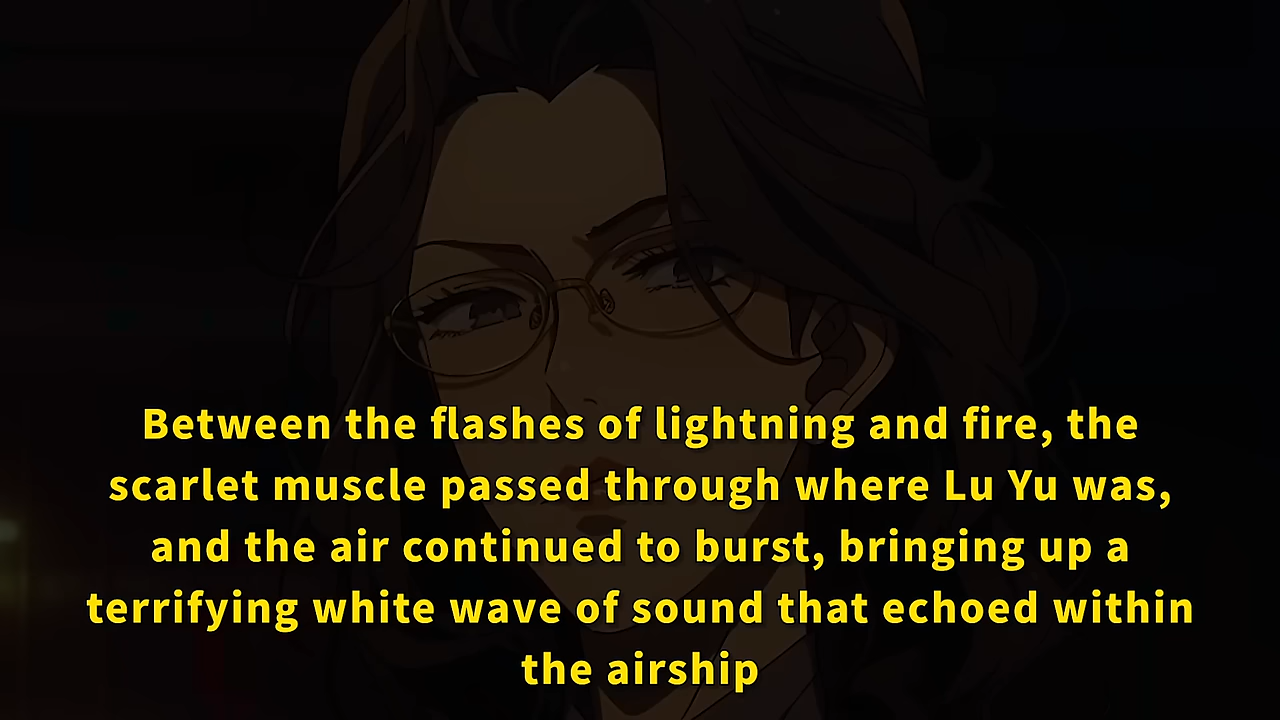 Between the flashes of lightning and fire, the
scarlet muscle passed through where Lu Yu was,
and the air continued to burst, bringing up a
terrifying white wave of sound that echoed within
the airship